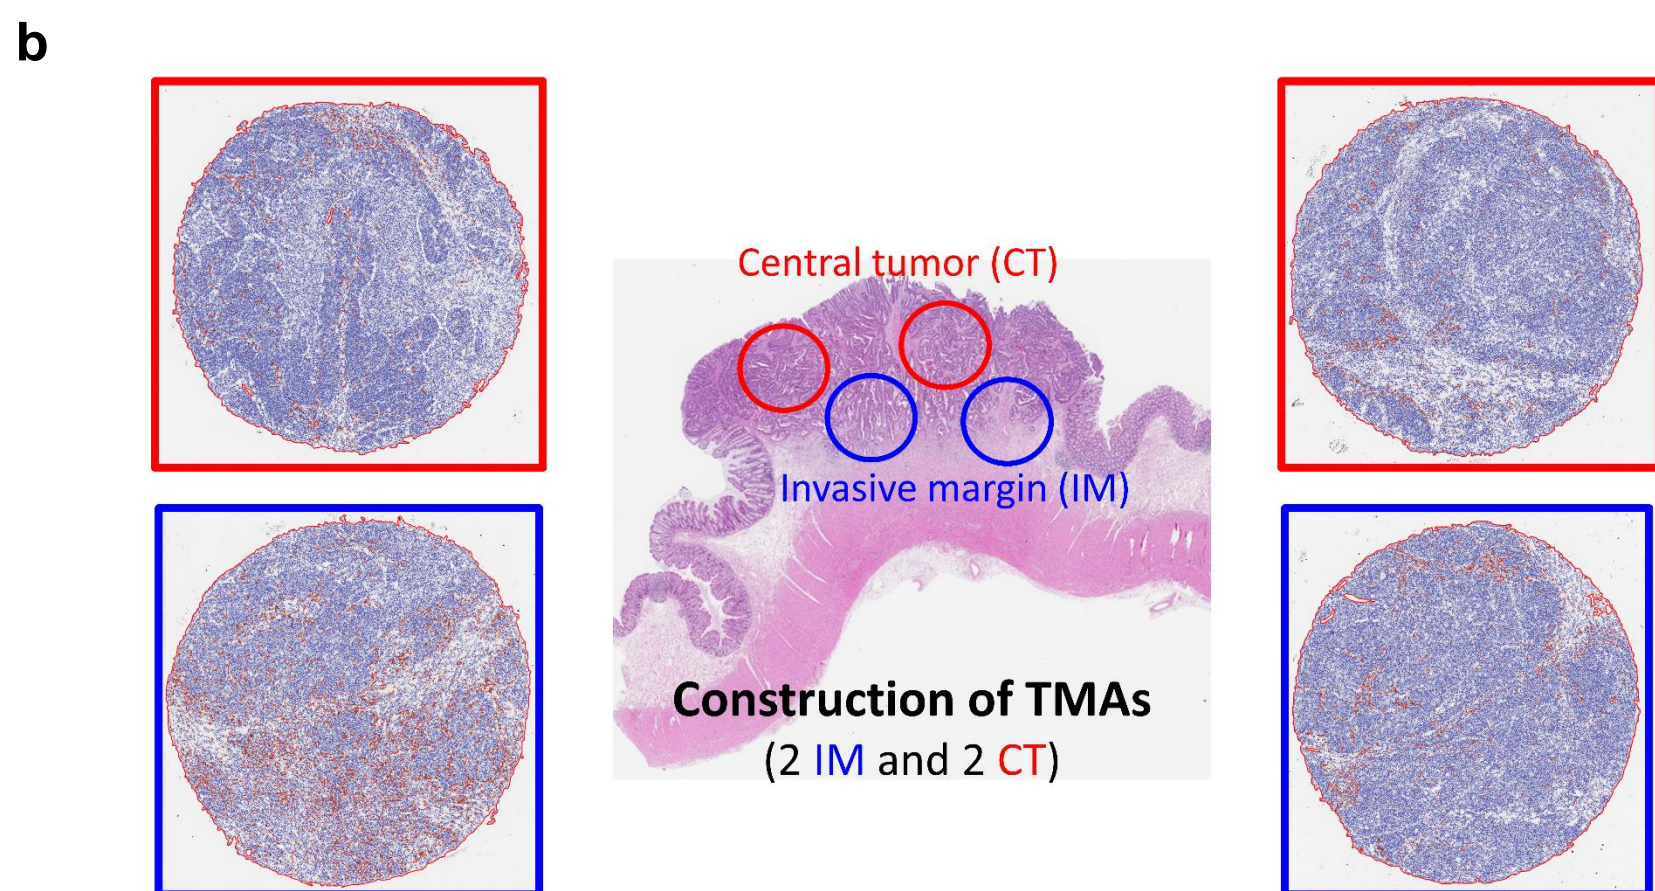 b
Central tumor (CT)
Invasive margin (IM)
Construction of TMAs
(2 IM and 2 CT)